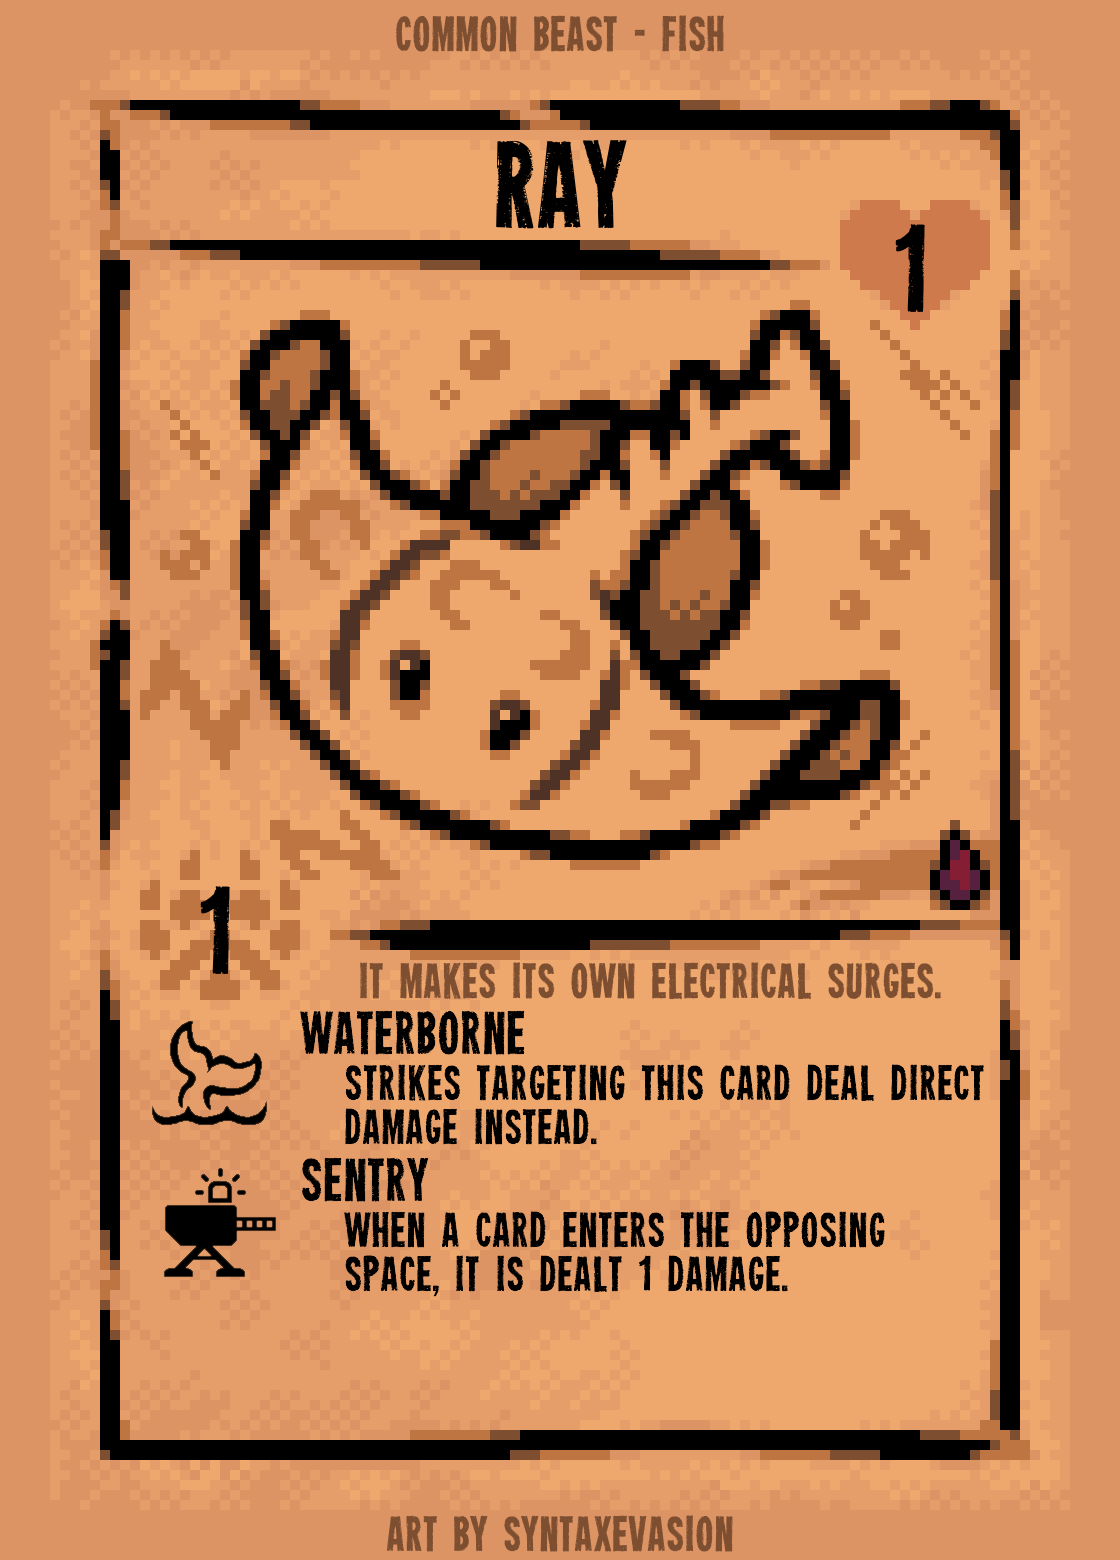 COMMON BEAST - FISH
RAY
1
1
IT MAKES ITS OWN ELECTRICAL SURGES.
WATERBORNE
STRIKES TARGETING THIS CARD DEAL DIRECT
DAMAGE INSTEAD.
SENTRY
WHEN A CARD ENTERS THE OPPOSING
SPACE, IT IS DEALT 1 DAMAGE.
ART BY SYNTAXEVASION